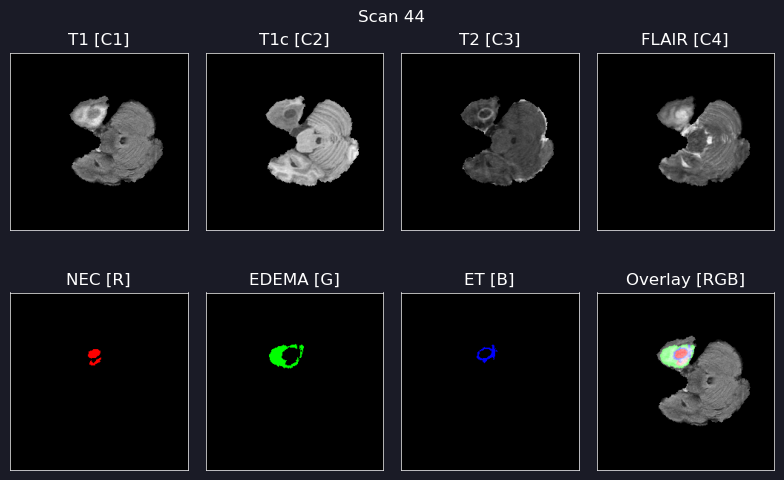 Scan 44
T1 [C1]
T1c [C2]
T2 [C3]
FLAIR [C4]
NEC [R]
EDEMA [G]
ET [B]
Overlay [RGB]